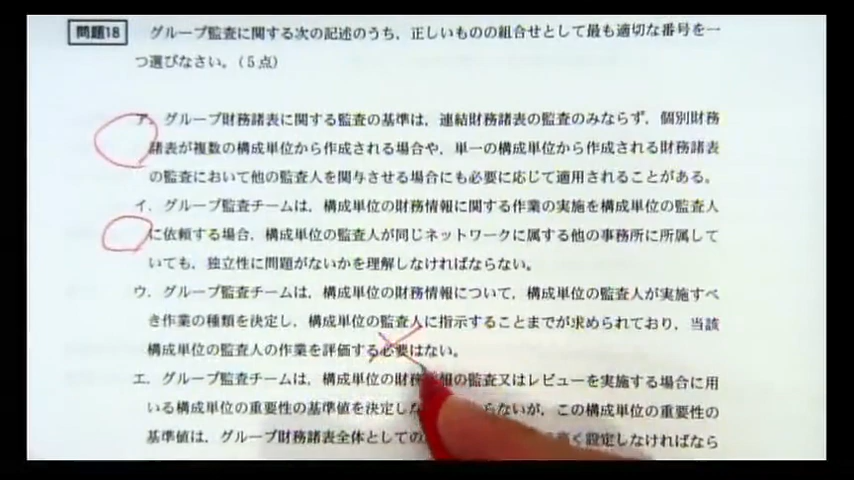 問題18 グループ監査に関する次の記述のうち、正しいものの組合せとして最も適切な番号を一
つ選びなさい。(5点)
ア. グループ財務諸表に関する監査の基準は、連結財務諸表の監査のみならず、個別財務
諸表が複数の構成単位から作成される場合や、単一の構成単位から作成される財務諸表
の監査において他の監査人を関与させる場合にも必要に応じて適用されることがある。
イ. グループ監査チームは、構成単位の財務情報に関する作業の実施を構成単位の監査人
に依頼する場合、構成単位の監査人が同じネットワークに属する他の事務所に所属して
いても、独立性に問題がないかを理解しなければならない。
ウ. グループ監査チームは、構成単位の財務情報について、構成単位の監査人が実施すべ
き作業の種類を決定し、構成単位の監査人に指示することまでが求められており、当該
構成単位の監査人の作業を評価する必要はない。
エ. グループ監査チームは、構成単位の財務 の監査又はレビューを実施する場合に用
いる構成単位の重要性の基準値を決定しな らないが、この構成単位の重要性の
基準値は、グループ財務諸表全体としての 高く設定しなければなら